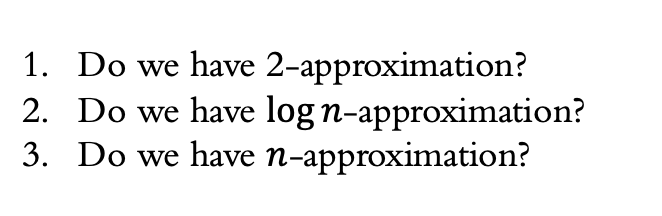 1. Do we have 2-approximation?
2. Do we have log n-approximation?
3. Do we have n-approximation?